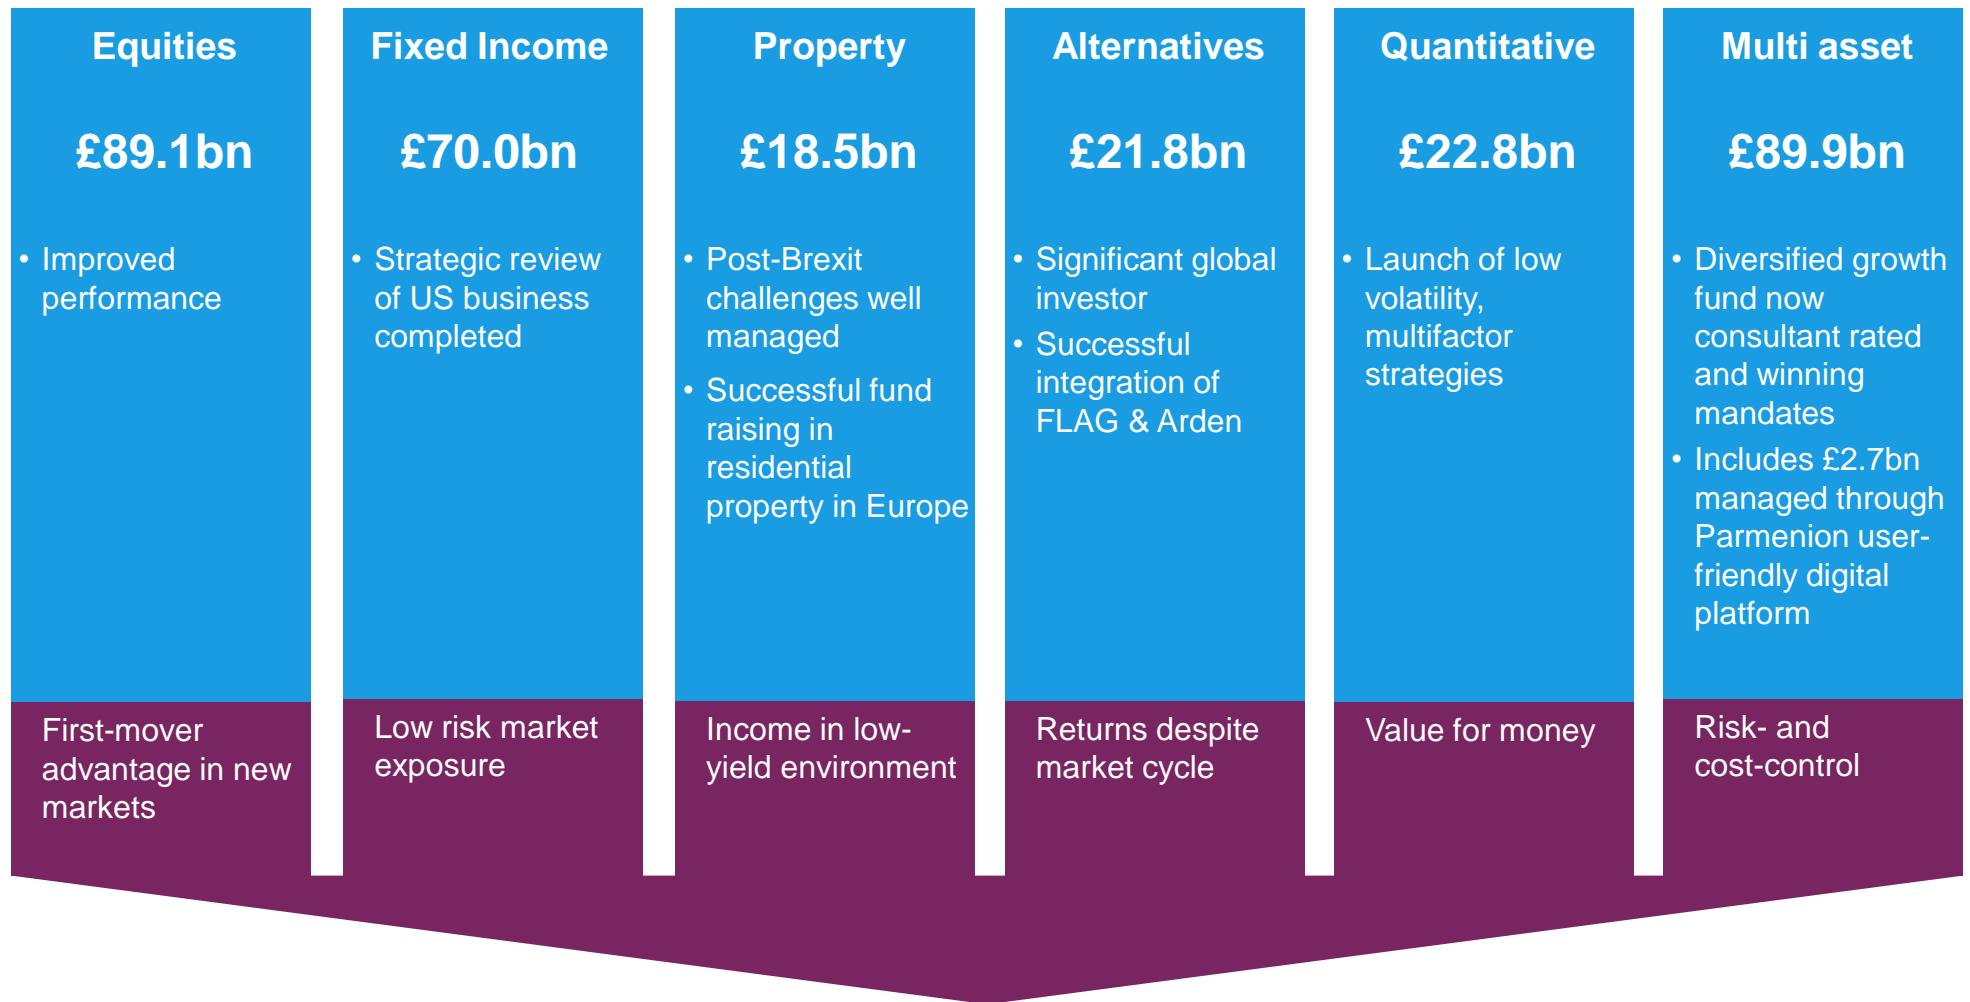 Equities
£89.1bn
• Improved
performance
First-mover
advantage in new
markets
Fixed Income
£70.0bn
• Strategic review
of US business
completed
Low risk market
exposure
Property
£18.5bn
• Post-Brexit
challenges well
managed
• Successful fund
raising in
residential
property in Europe
Income in low-
yield environment
Alternatives
£21.8bn
• Significant global
investor
• Successful
integration of
FLAG & Arden
Returns despite
market cycle
Quantitative
£22.8bn
• Launch of low
volatility,
multifactor
strategies
Value for money
Multi asset
£89.9bn
• Diversified growth
fund now
consultant rated
and winning
mandates
• Includes £2.7bn
managed through
Parmenion user-
friendly digital
platform
Risk- and
cost-control